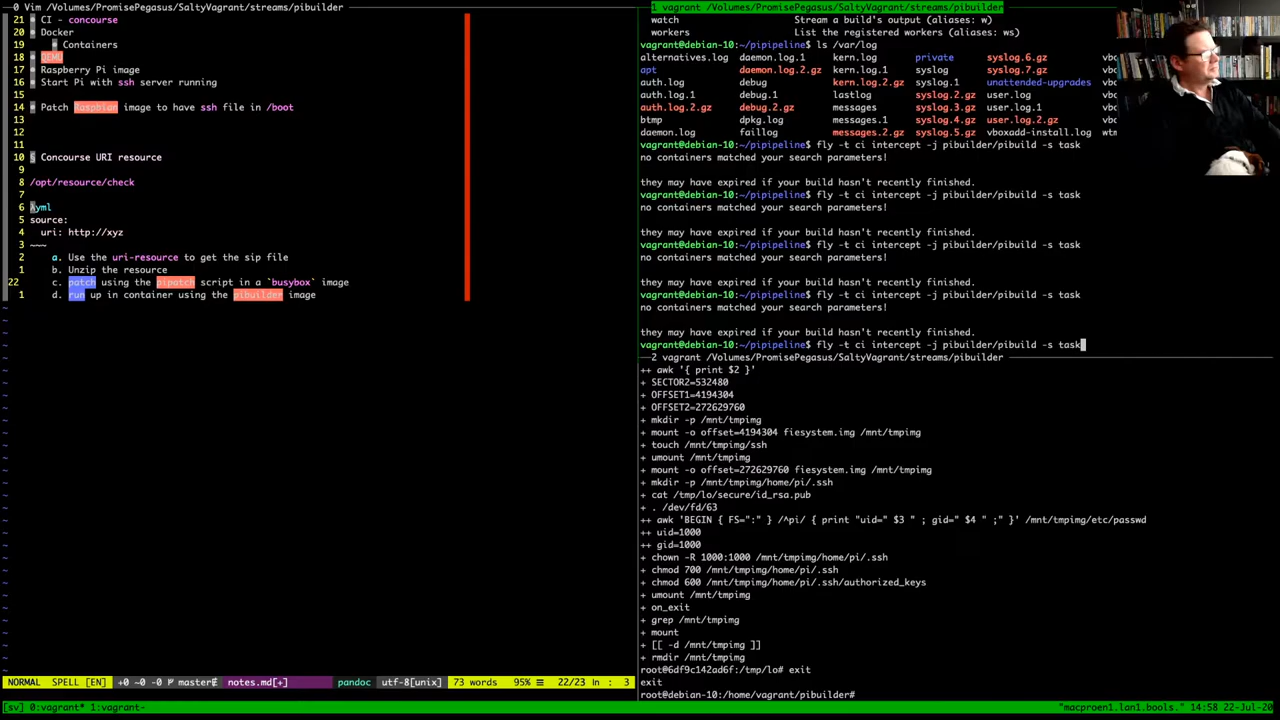 0 Vim /Volumes/PromisePegasus/SaltyVagrant/streams/pibuilder
21 CI - concourse
20 Docker
19 Containers
18 QEMU
17 Raspberry Pi image
16 Start Pi with ssh server running
15
14 Patch Raspbian image to have ssh file in /boot
13
12
11
10 § Concourse URI resource
9
8 /opt/resource/check
7
6 yml
5 source:
4 uri: http://xyz
3 ~~~
2 a. Use the uri-resource to get the sip file
1 b. Unzip the resource
22 c. patch using the pipatch script in a `busybox` image
1 d. run up in container using the pibuilder image
NORMAL SPELL [EN] +0 ~0 -0 master notes.md[+] pandoc utf-8[unix] 73 words 95% ≡ 22/23 ln : 3
1 vagrant /Volumes/PromisePegasus/SaltyVagrant/streams/pibuilder
watch Stream a build's output (aliases: w)
workers List the registered workers (aliases: ws)
vagrant@debian-10:~/pipipeline$ ls /var/log
alternatives.log daemon.log.1 kern.log private syslog.6.gz vbo
apt daemon.log.2.gz kern.log.1 syslog syslog.7.gz vbo
auth.log debug kern.log.2.gz syslog.1 unattended-upgrades vbo
auth.log.1 debug.1 lastlog syslog.2.gz user.log vbo
auth.log.2.gz debug.2.gz messages syslog.3.gz user.log.1 vbo
btmp dpkg.log messages.1 syslog.4.gz user.log.2.gz vbo
daemon.log faillog messages.2.gz syslog.5.gz vboxadd-install.log wtm
vagrant@debian-10:~/pipipeline$ fly -t ci intercept -j pibuilder/pibuild -s task
no containers matched your search parameters!
they may have expired if your build hasn't recently finished.
vagrant@debian-10:~/pipipeline$ fly -t ci intercept -j pibuilder/pibuild -s task
no containers matched your search parameters!
they may have expired if your build hasn't recently finished.
vagrant@debian-10:~/pipipeline$ fly -t ci intercept -j pibuilder/pibuild -s task
no containers matched your search parameters!
they may have expired if your build hasn't recently finished.
vagrant@debian-10:~/pipipeline$ fly -t ci intercept -j pibuilder/pibuild -s task
no containers matched your search parameters!
they may have expired if your build hasn't recently finished.
vagrant@debian-10:~/pipipeline$ fly -t ci intercept -j pibuilder/pibuild -s task
2 vagrant /Volumes/PromisePegasus/SaltyVagrant/streams/pibuilder
++ awk '{ print $2 }'
+ SECTOR2=532480
+ OFFSET1=4194304
+ OFFSET2=272629760
+ mkdir -p /mnt/tmpimg
+ mount -o offset=4194304 fiesystem.img /mnt/tmpimg
+ touch /mnt/tmpimg/ssh
+ umount /mnt/tmpimg
+ mount -o offset=272629760 fiesystem.img /mnt/tmpimg
+ mkdir -p /mnt/tmpimg/home/pi/.ssh
+ cat /tmp/lo/secure/id_rsa.pub
+ . /dev/fd/63
++ awk 'BEGIN { FS=":" } /^pi/ { print "uid=" $3 " ; gid=" $4 " ;" }' /mnt/tmpimg/etc/passwd
++ uid=1000
++ gid=1000
+ chown -R 1000:1000 /mnt/tmpimg/home/pi/.ssh
+ chmod 700 /mnt/tmpimg/home/pi/.ssh
+ chmod 600 /mnt/tmpimg/home/pi/.ssh/authorized_keys
+ umount /mnt/tmpimg
+ on_exit
+ grep /mnt/tmpimg
+ mount
+ [[ -d /mnt/tmpimg ]]
+ rmdir /mnt/tmpimg
root@6df9c142ad6f:/tmp/lo# exit
exit
root@debian-10:/home/vagrant/pibuilder#
[sv] 0:vagrant* 1:vagrant- "macproen1.lan1.bools." 14:58 22-Jul-20